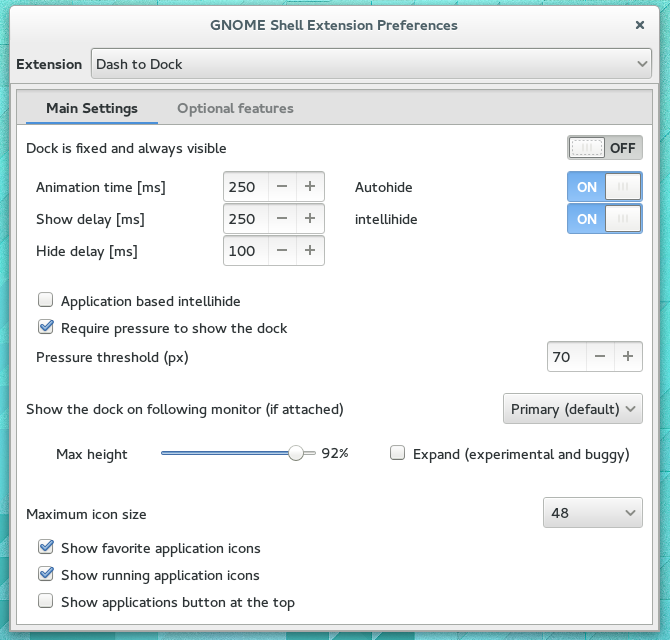 GNOME Shell Extension Preferences
Extension Dash to Dock
Main Settings Optional features
Dock is fixed and always visible OFF
Animation time [ms] 250 Autohide ON
Show delay [ms] 250 intellihide ON
Hide delay [ms] 100
Application based intellihide
Require pressure to show the dock
Pressure threshold (px) 70
Show the dock on following monitor (if attached) Primary (default)
Max height 92% Expand (experimental and buggy)
Maximum icon size 48
Show favorite application icons
Show running application icons
Show applications button at the top